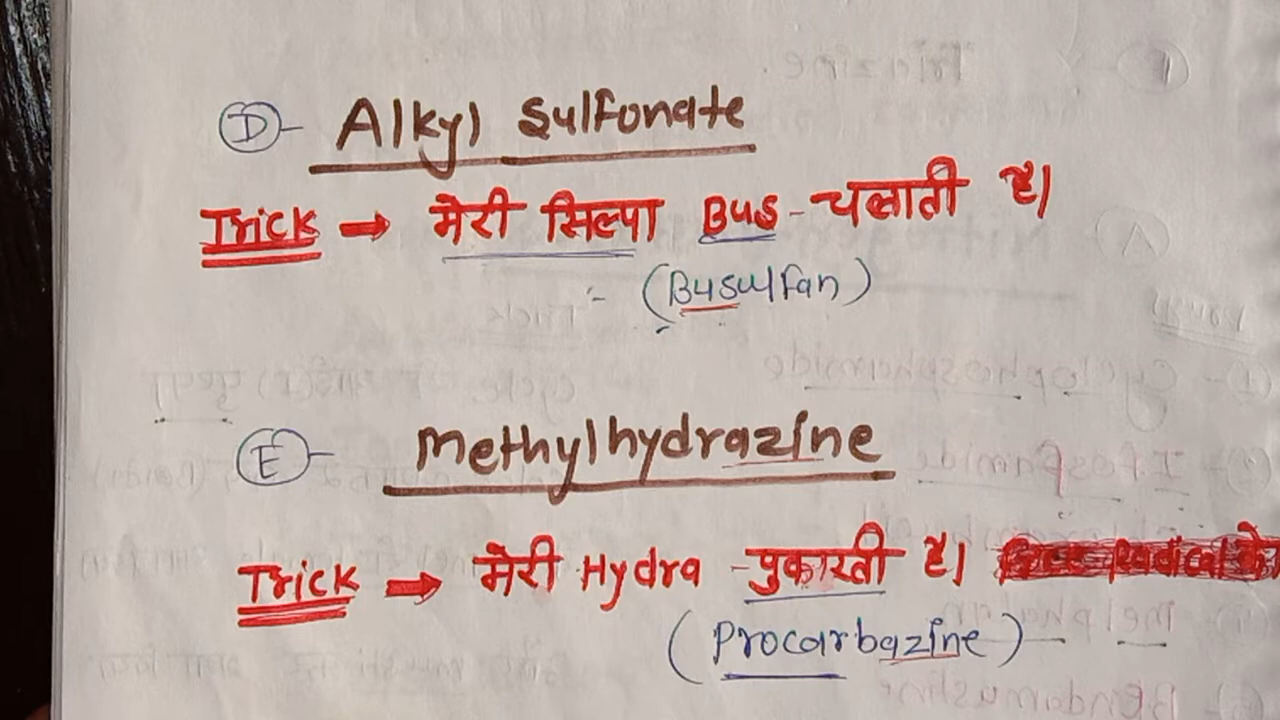 D - Alkyl Sulfonate
Trick → मेरी सिल्पा Bus - चलाती है।
(Busulfan)
E - Methylhydrazine
Trick → मेरी Hydra - पुकारती है।
(Procarbazine)